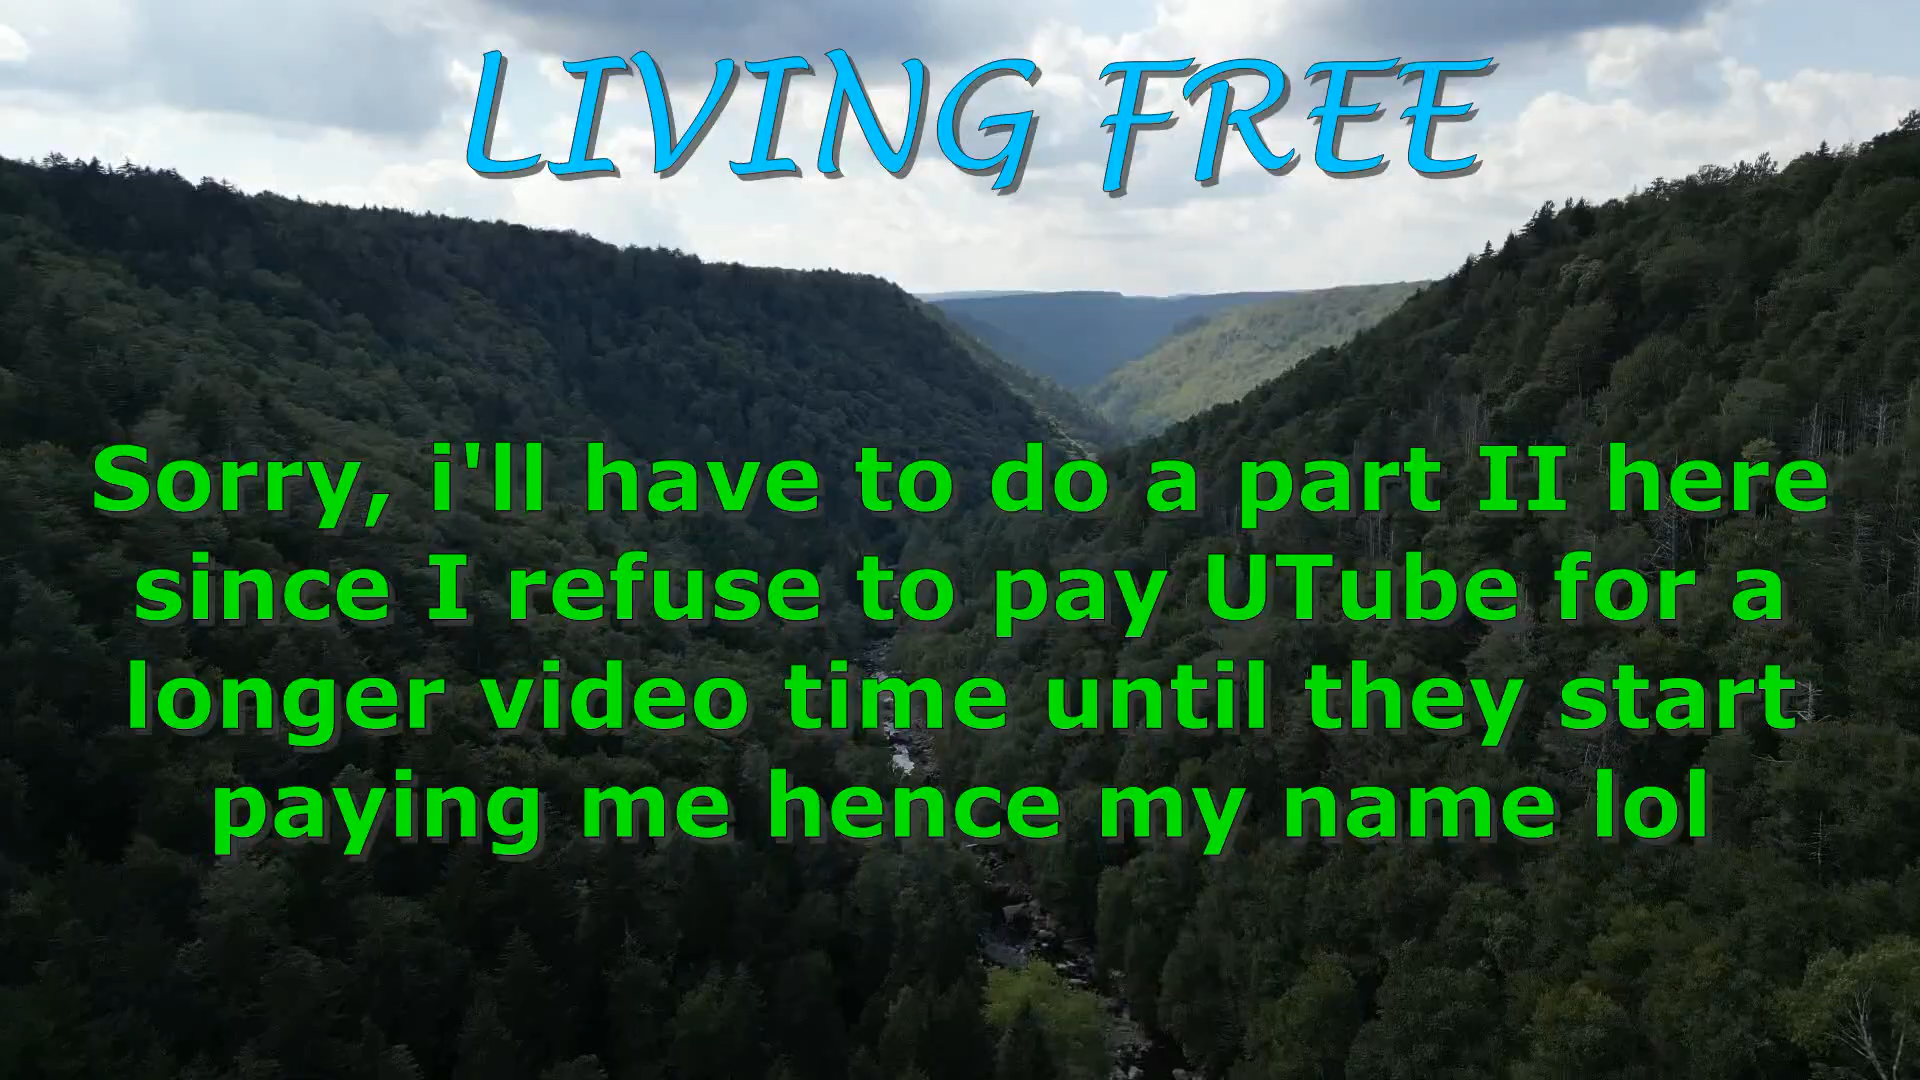 LIVING FREE
Sorry, i'll have to do a part II here
since I refuse to pay UTube for a
longer video time until they start
paying me hence my name lol